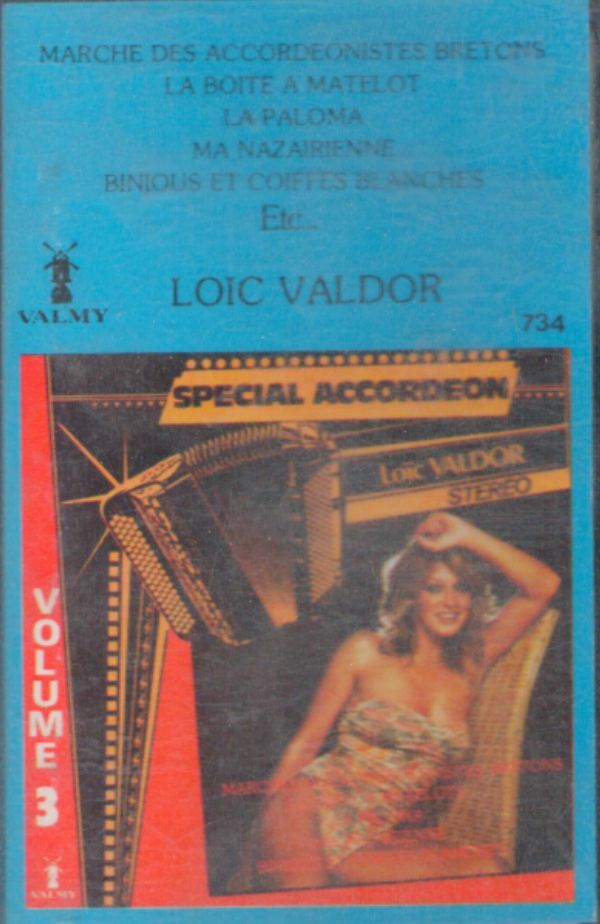 MARCHE DES ACCORDEONISTES BRETONS
LA BOITE A MATELOT
LA PALOMA
MA NAZAIRIENNE
BINIOUS ET COIFFES BLANCHES
Etc...
VALMY
LOIC VALDOR
734
SPECIAL ACCORDEON
Loïc VALDOR
STEREO
VOLUME 3
VALMY